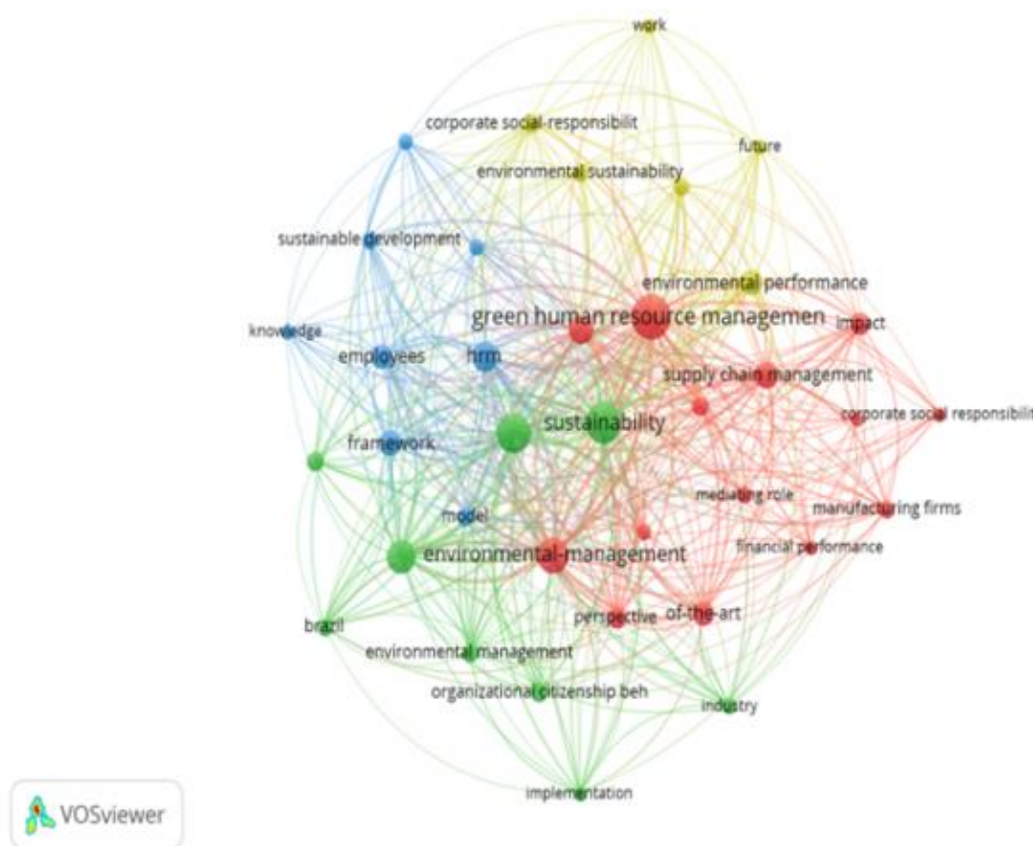 work
corporate social-responsibilit
future
environmental sustainability
sustainable development
environmental performance
green human resource managemen
knowledge
impact
employees
hrm
supply chain management
corporate social responsibilit
sustainability
framework
mediating role
manufacturing firms
model
financial performance
environmental-management
perspective
of-the-art
brazil
environmental management
organizational citizenship beh
industry
implementation
VOSviewer